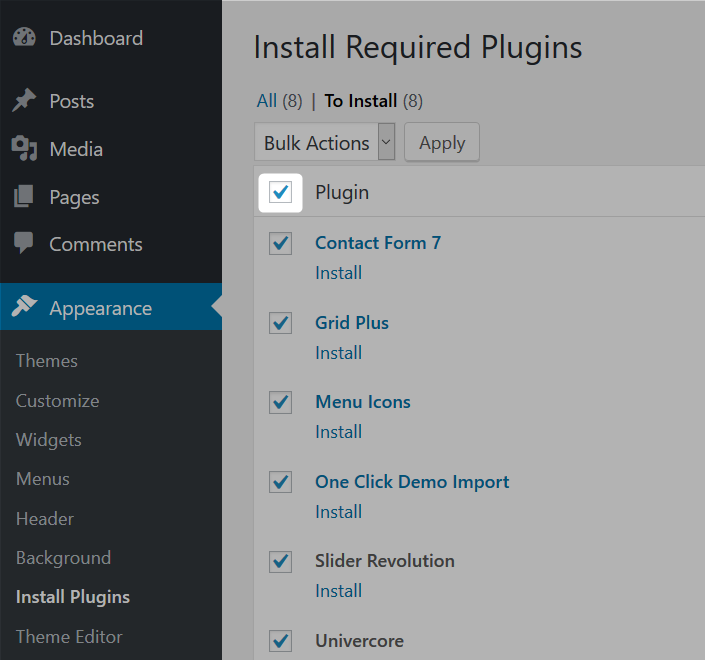 Dashboard
Posts
Media
Pages
Comments
Appearance
Themes
Customize
Widgets
Menus
Header
Background
Install Plugins
Theme Editor
Install Required Plugins
All (8) | To Install (8)
Bulk Actions Apply
Plugin
Contact Form 7
Install
Grid Plus
Install
Menu Icons
Install
One Click Demo Import
Install
Slider Revolution
Install
Univercore